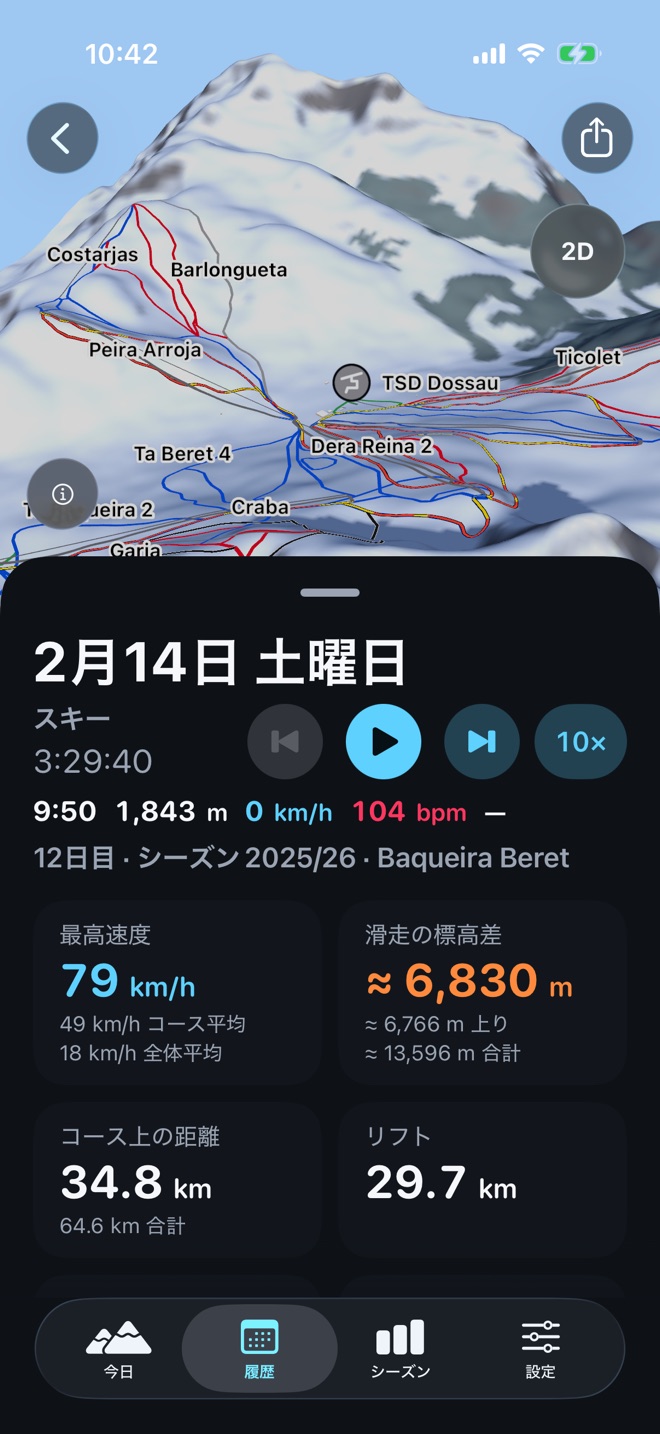 10:42
2D
Costarjas
Barlongueta
Peira Arroja
Ticolet
TSD Dossau
Ta Beret 4
Dera Reina 2
ueira 2
Craba
Garia
2月14日 土曜日
スキー
3:29:40
10×
9:50 1,843 m 0 km/h 104 bpm —
12日目 · シーズン 2025/26 · Baqueira Beret
最高速度
79 km/h
49 km/h コース平均
18 km/h 全体平均
滑走の標高差
≈ 6,830 m
≈ 6,766 m 上り
≈ 13,596 m 合計
コース上の距離
34.8 km
64.6 km 合計
リフト
29.7 km
今日
履歴
シーズン
設定